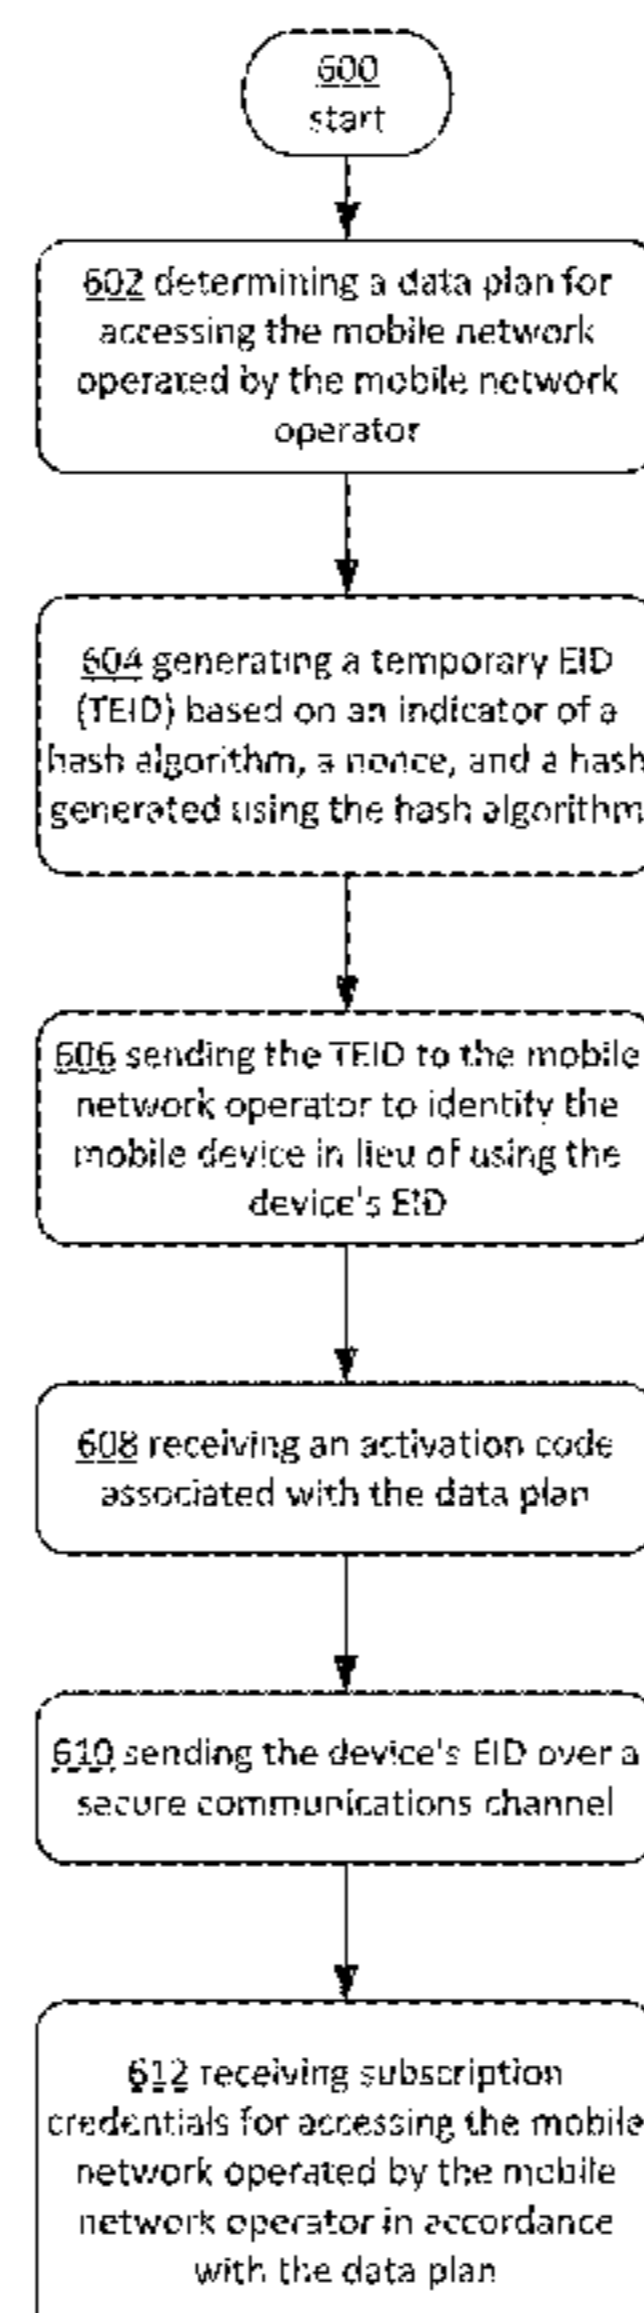 600
start
602 determining a data plan for
accessing the mobile network
operated by the mobile network
operator
604 generating a temporary EID
(TEID) based on an indicator of a
hash algorithm, a nonce, and a hash
generated using the hash algorithm
606 sending the TEID to the mobile
network operator to identify the
mobile device in lieu of using the
device's EID
608 receiving an activation code
associated with the data plan
610 sending the device's EID over a
secure communications channel
612 receiving subscription
credentials for accessing the mobile
network operated by the mobile
network operator in accordance
with the data plan